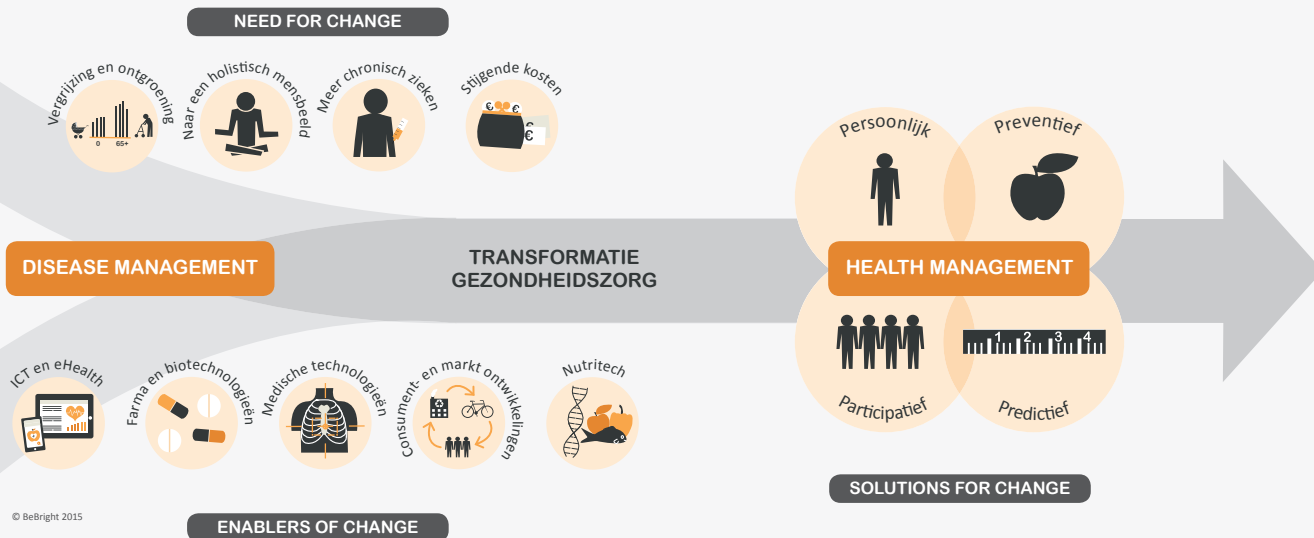 NEED FOR CHANGE
Vergrijzing en ontgroening
Naar een holistisch mensbeeld
Meer chronisch zieken
Stijgende kosten
0 65+
€ €
€
€
Persoonlijk
Preventief
DISEASE MANAGEMENT
TRANSFORMATIE
GEZONDHEIDSZORG
HEALTH MANAGEMENT
1 2 3 4
Participatief
Predictief
ICT en eHealth
Farma en biotechnologieën
Medische technologieën
Consument- en markt ontwikkelingen
Nutritech
SOLUTIONS FOR CHANGE
© BeBright 2015
ENABLERS OF CHANGE